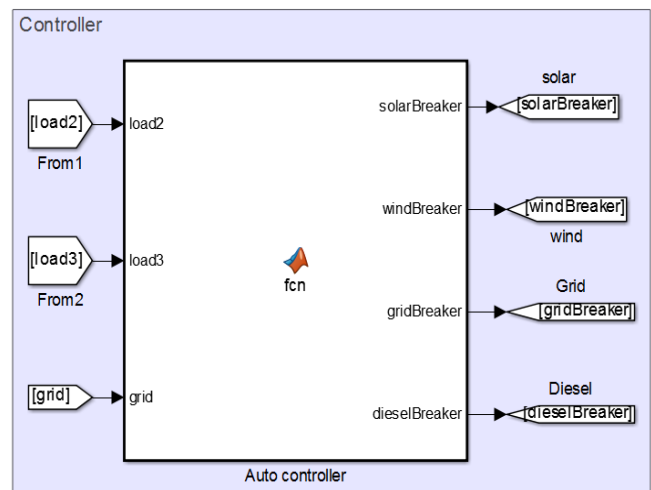 Controller
solar
solarBreaker
[solarBreaker]
[load2]
load2
From1
windBreaker
[windBreaker]
wind
[load3]
load3
From2
fcn
Grid
gridBreaker
[gridBreaker]
[grid]
grid
Diesel
dieselBreaker
[dieselBreaker]
Auto controller